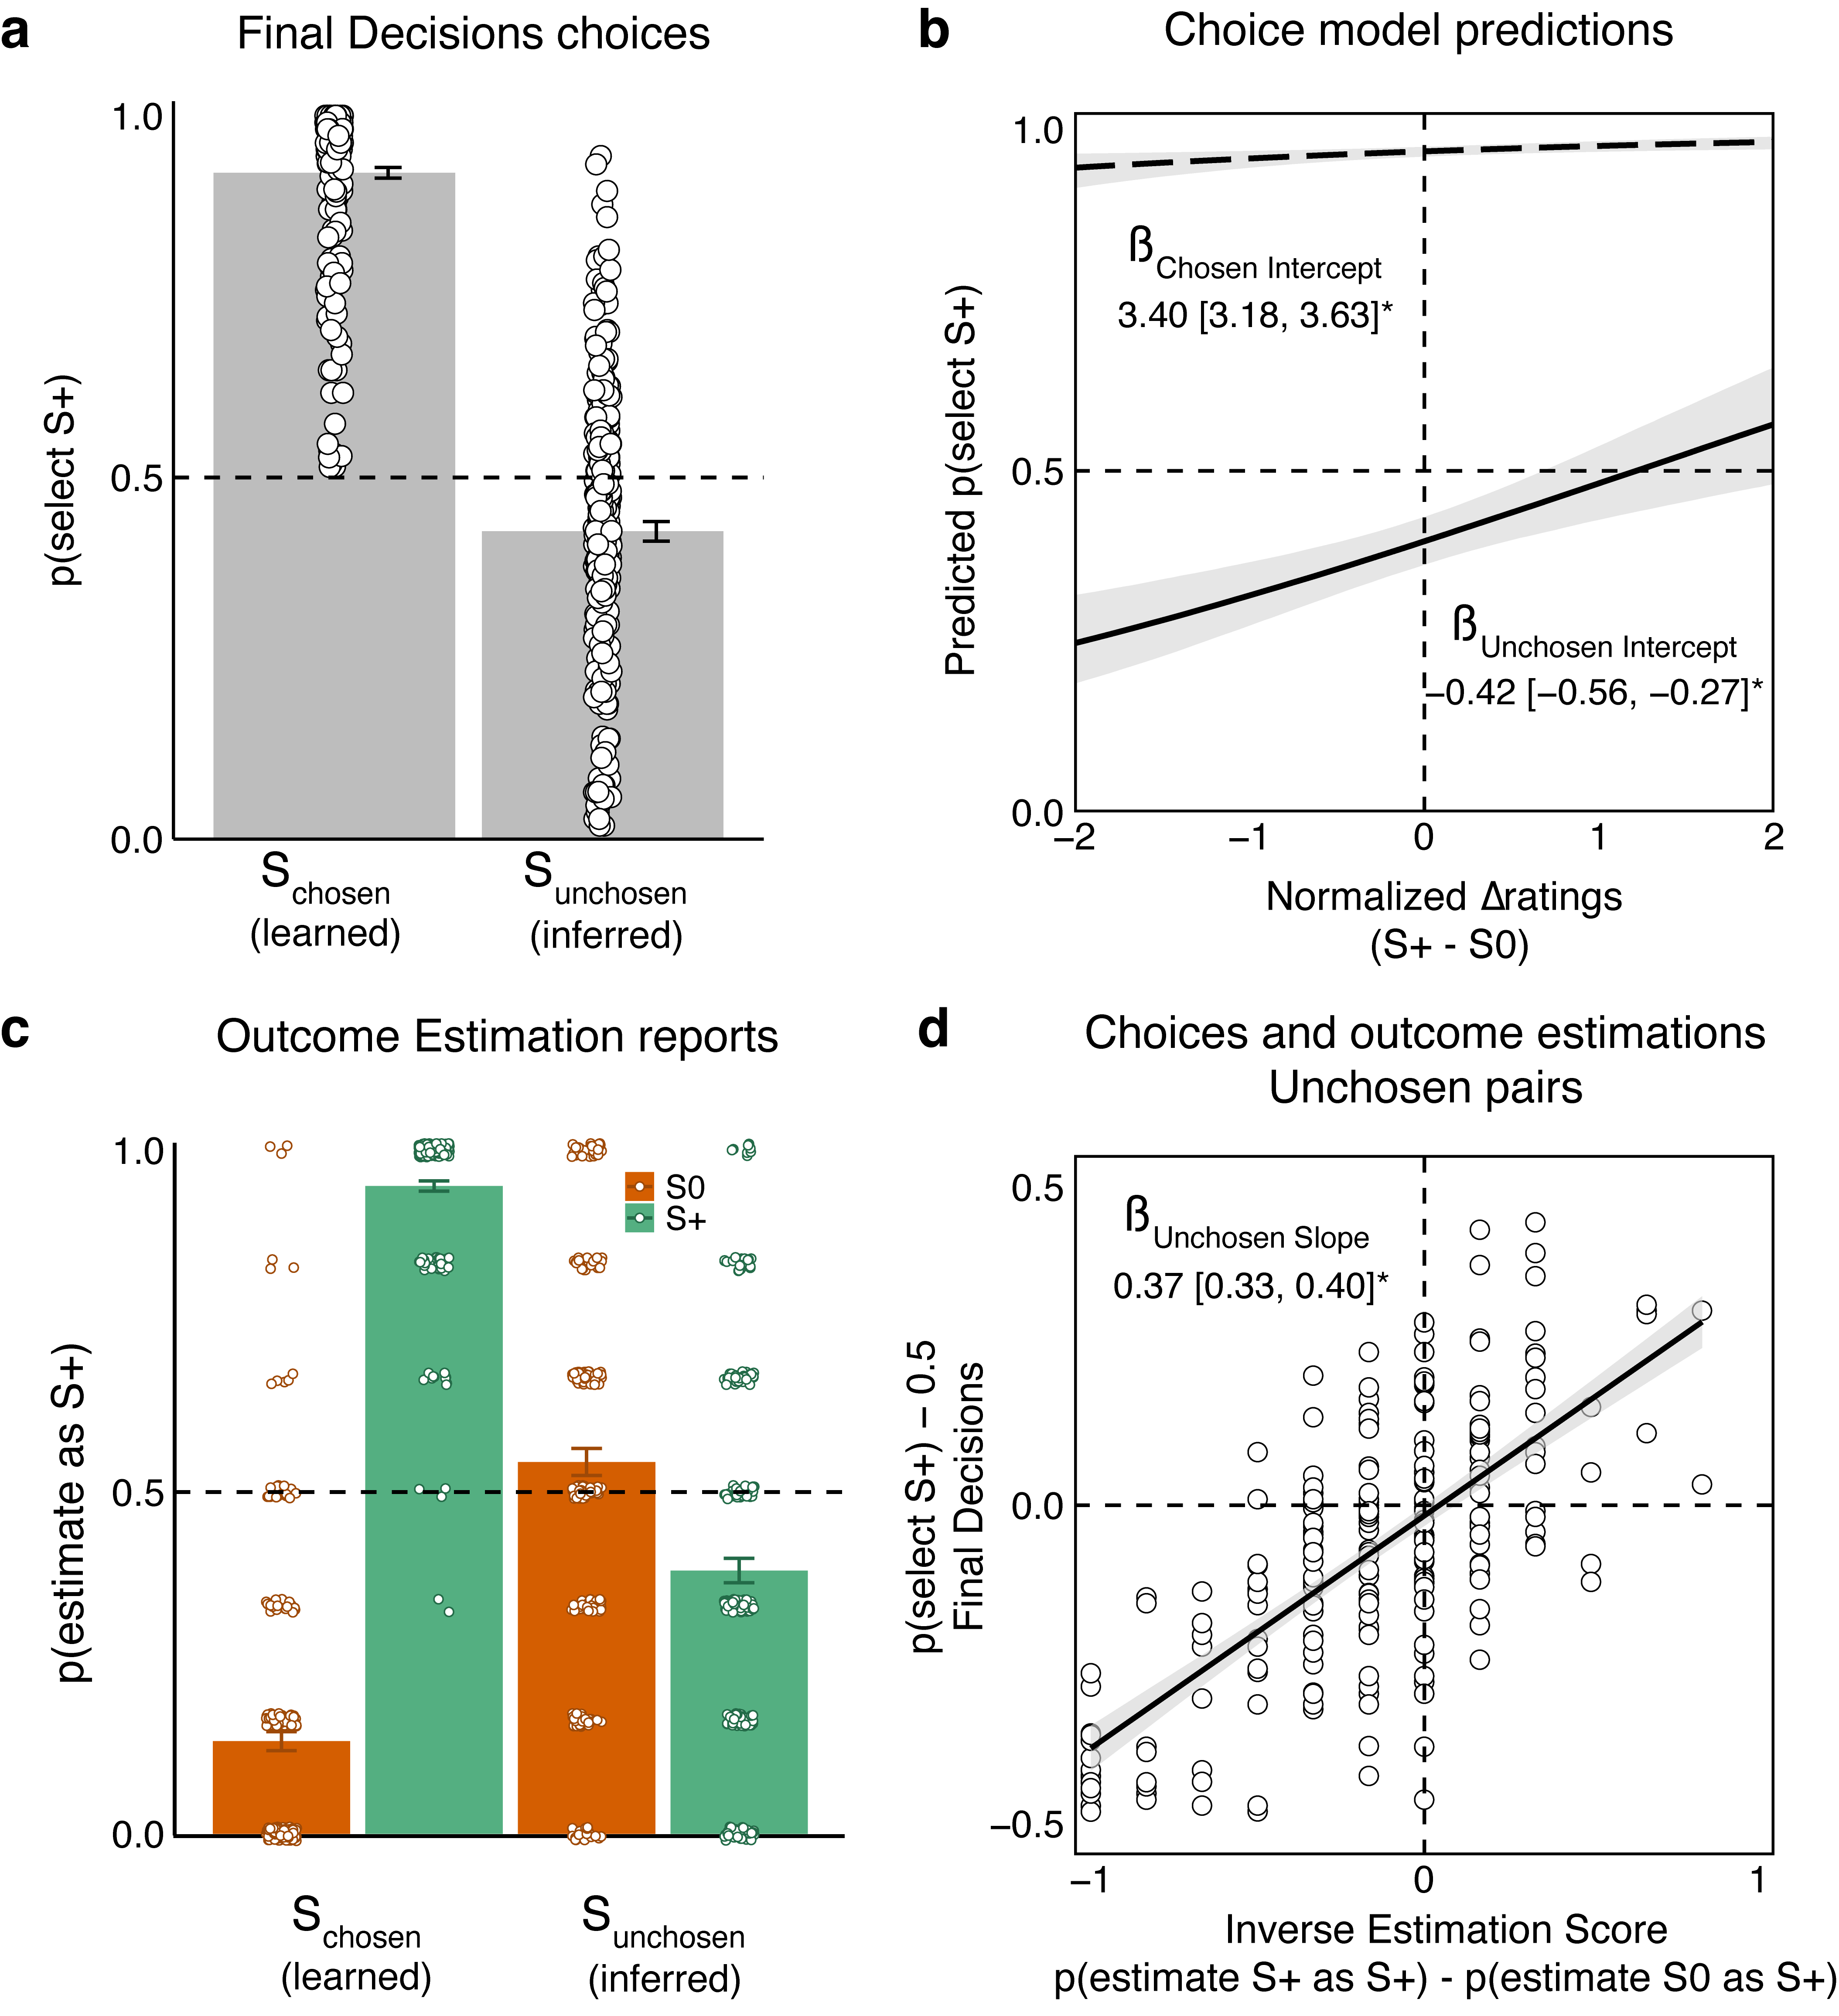 a
Final Decisions choices
1.0
0.5
0.0
p(select S+)
S chosen
(learned)
S unchosen
(inferred)
b
Choice model predictions
1.0
0.5
0.0
Predicted p(select S+)
ß Chosen Intercept
3.40 [3.18, 3.63]*
ß Unchosen Intercept
−0.42 [−0.56, −0.27]*
−2
−1
0
1
2
Normalized Δratings
(S+ - S0)
c
Outcome Estimation reports
1.0
0.5
0.0
p(estimate as S+)
S0
S+
S chosen
(learned)
S unchosen
(inferred)
d
Choices and outcome estimations
Unchosen pairs
0.5
0.0
−0.5
p(select S+) − 0.5
Final Decisions
ß Unchosen Slope
0.37 [0.33, 0.40]*
−1
0
1
Inverse Estimation Score
p(estimate S+ as S+) - p(estimate S0 as S+)